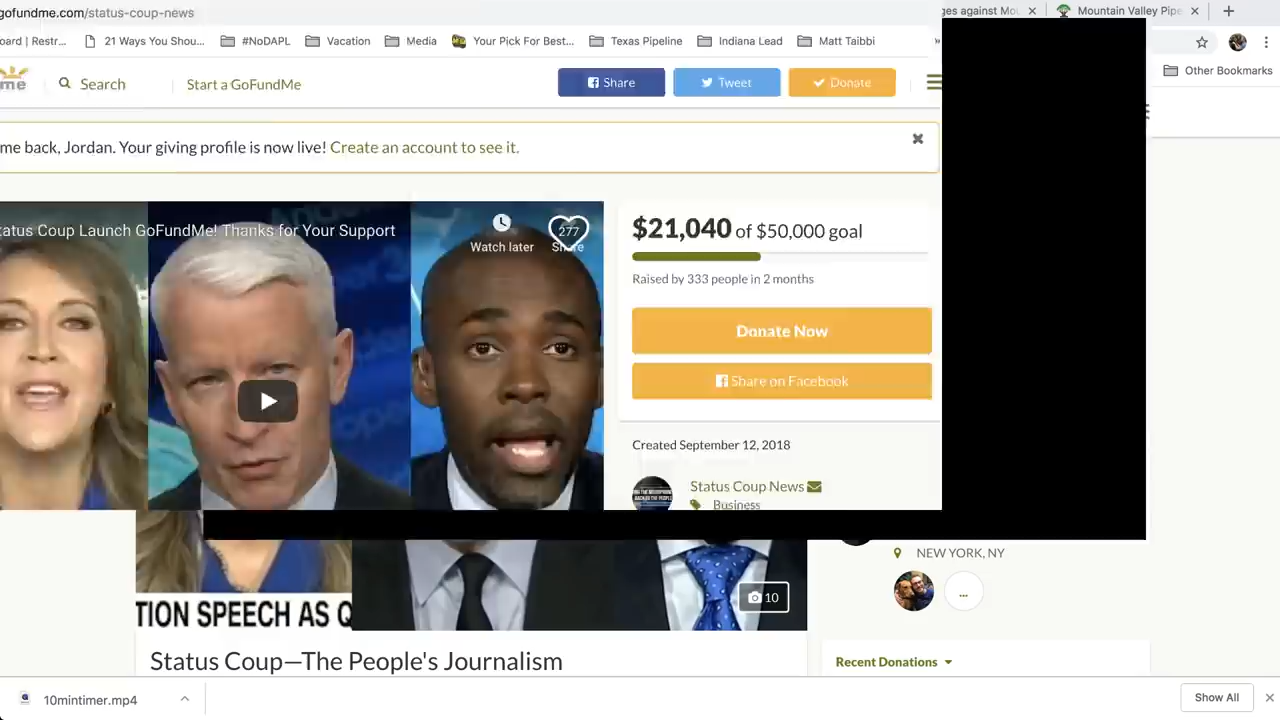 gofundme.com/status-coup-news
ges against Mou
Mountain Valley Pipe
oard | Restr...
21 Ways You Shou...
#NoDAPL
Vacation
Media
Your Pick For Best...
Texas Pipeline
Indiana Lead
Matt Taibbi
»
Other Bookmarks
me
Search
Start a GoFundMe
Share
Tweet
Donate
me back, Jordan. Your giving profile is now live! Create an account to see it.
tatus Coup Launch GoFundMe! Thanks for Your Support
Watch later
277
Share
$21,040 of $50,000 goal
Raised by 333 people in 2 months
Donate Now
Share on Facebook
Created September 12, 2018
Status Coup News
Business
NEW YORK, NY
...
10
TION SPEECH AS Q
Status Coup—The People's Journalism
Recent Donations
10mintimer.mp4
Show All